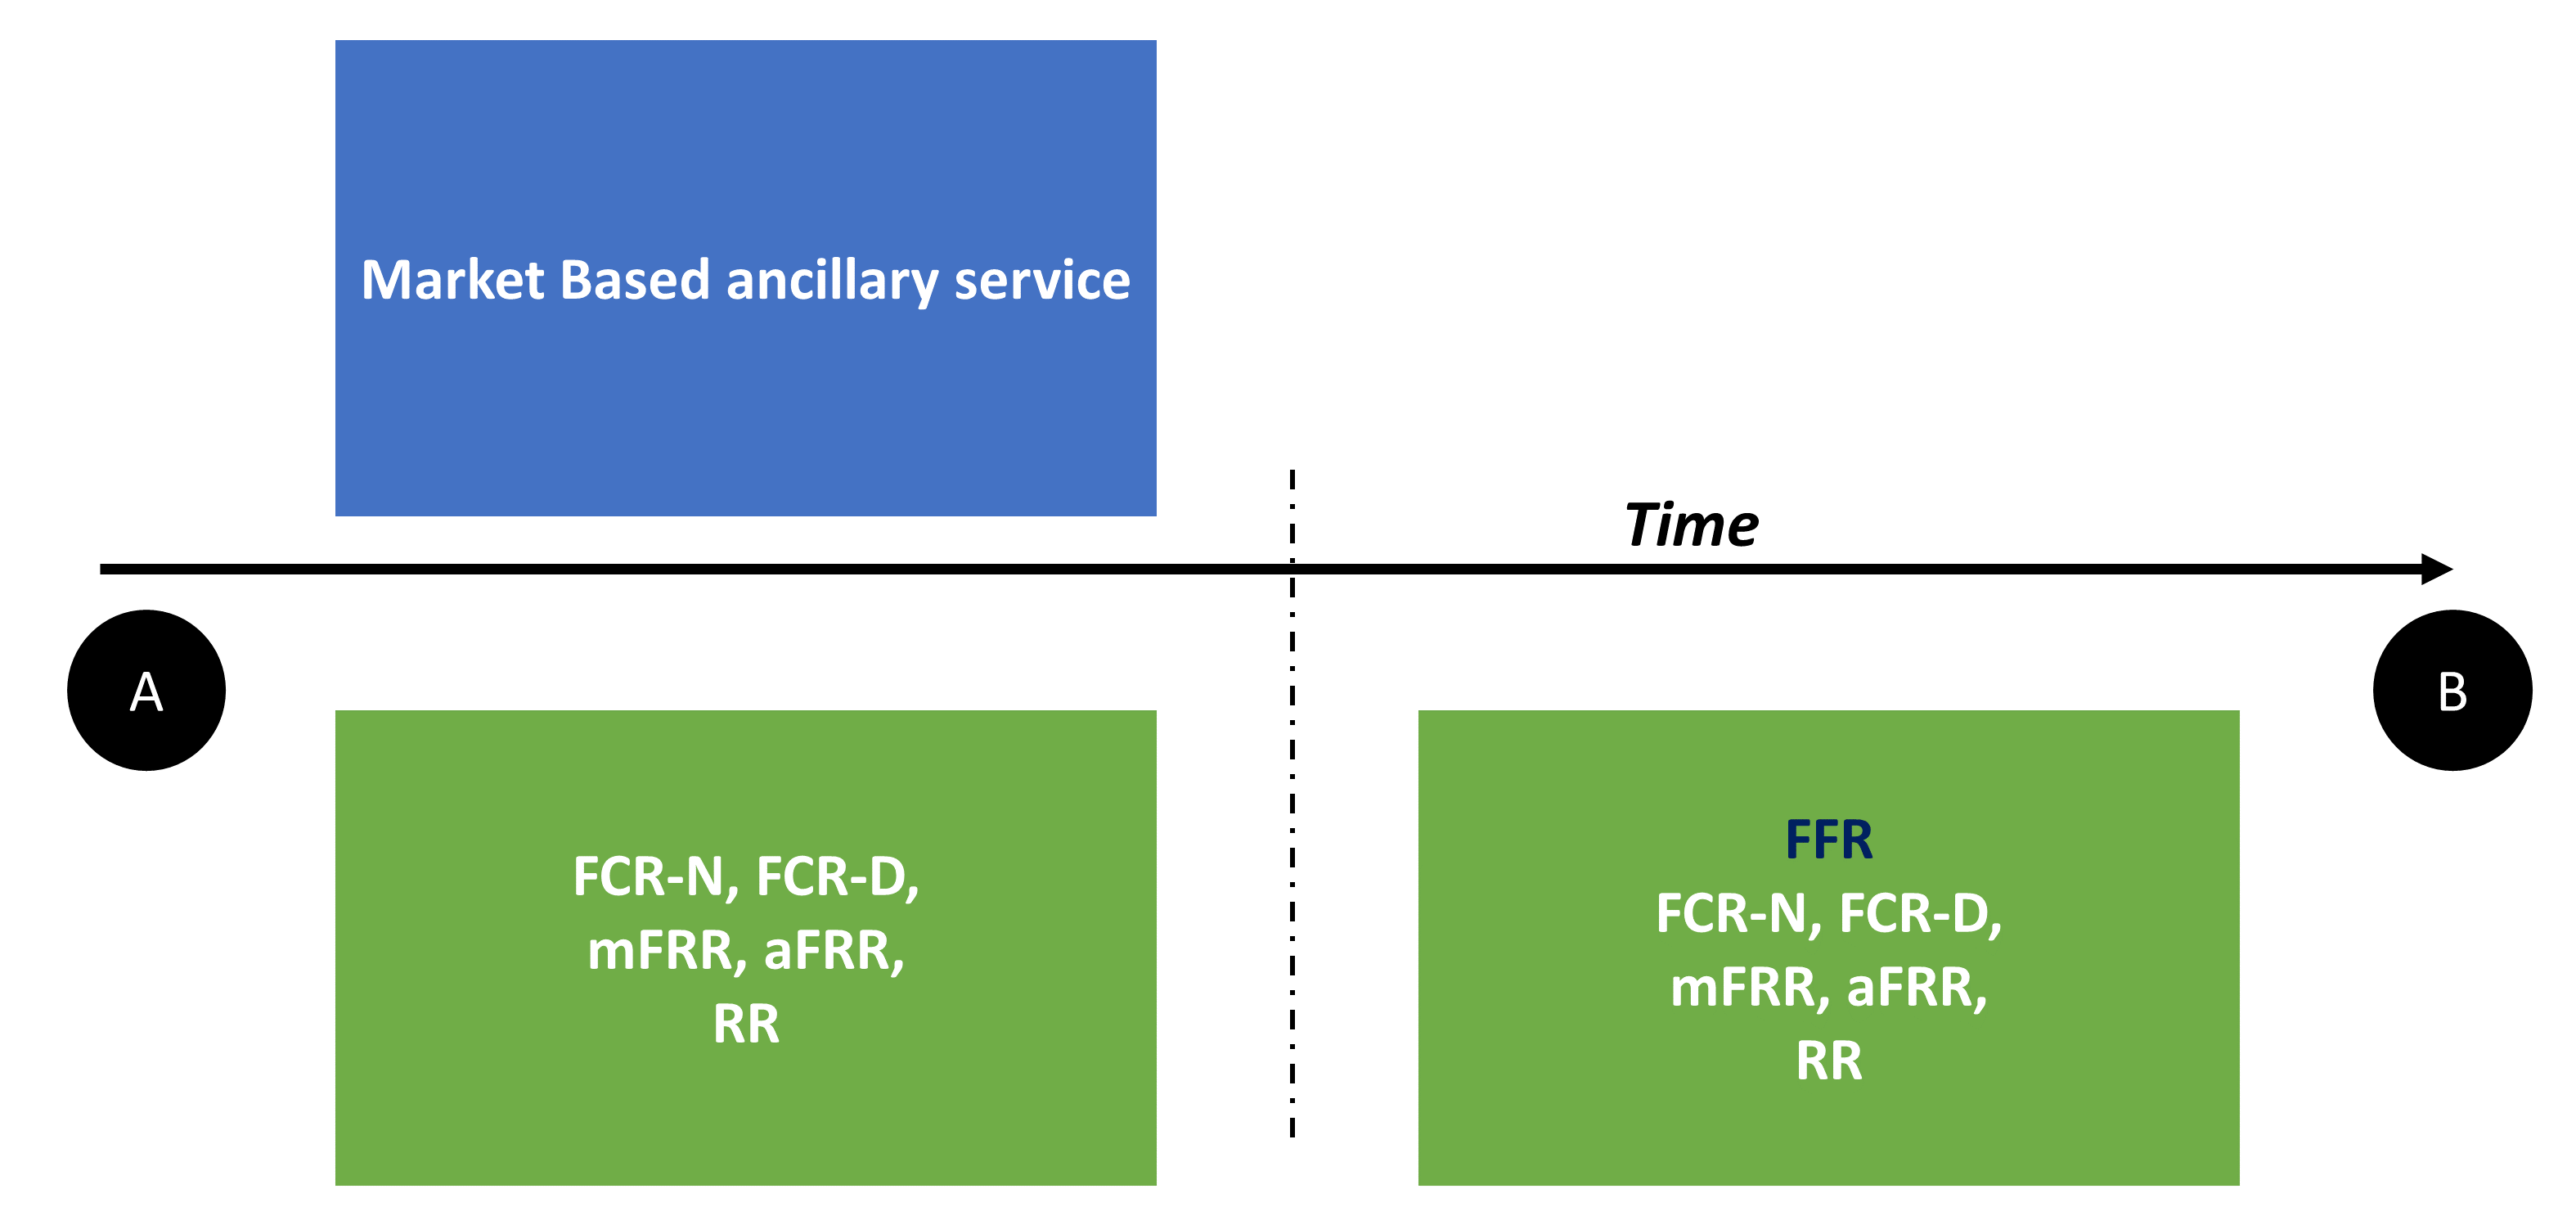 Market Based ancillary service
Time
A
B
FCR-N, FCR-D,
mFRR, aFRR,
RR
FFR
FCR-N, FCR-D,
mFRR, aFRR,
RR